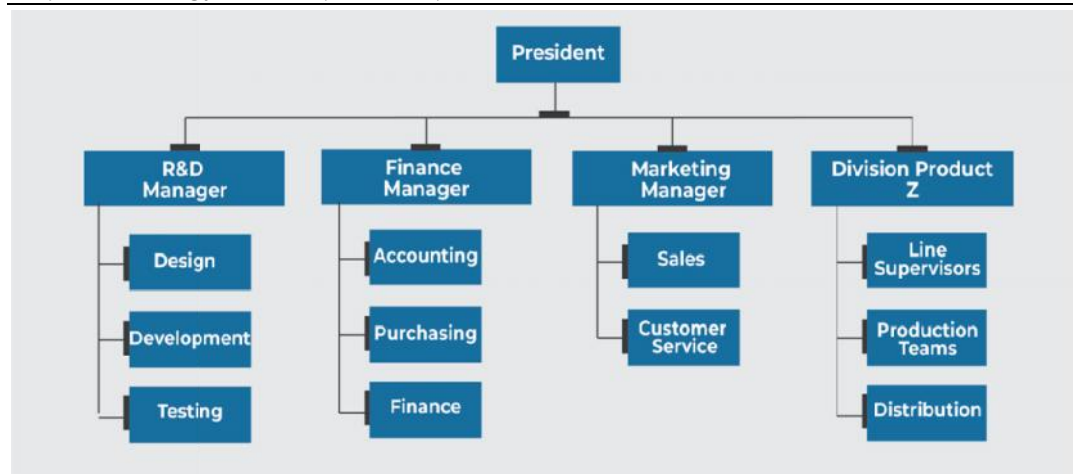 President
R&D
Manager
Finance
Manager
Marketing
Manager
Division Product
Z
Design
Development
Testing
Accounting
Purchasing
Finance
Sales
Customer
Service
Line
Supervisors
Production
Teams
Distribution